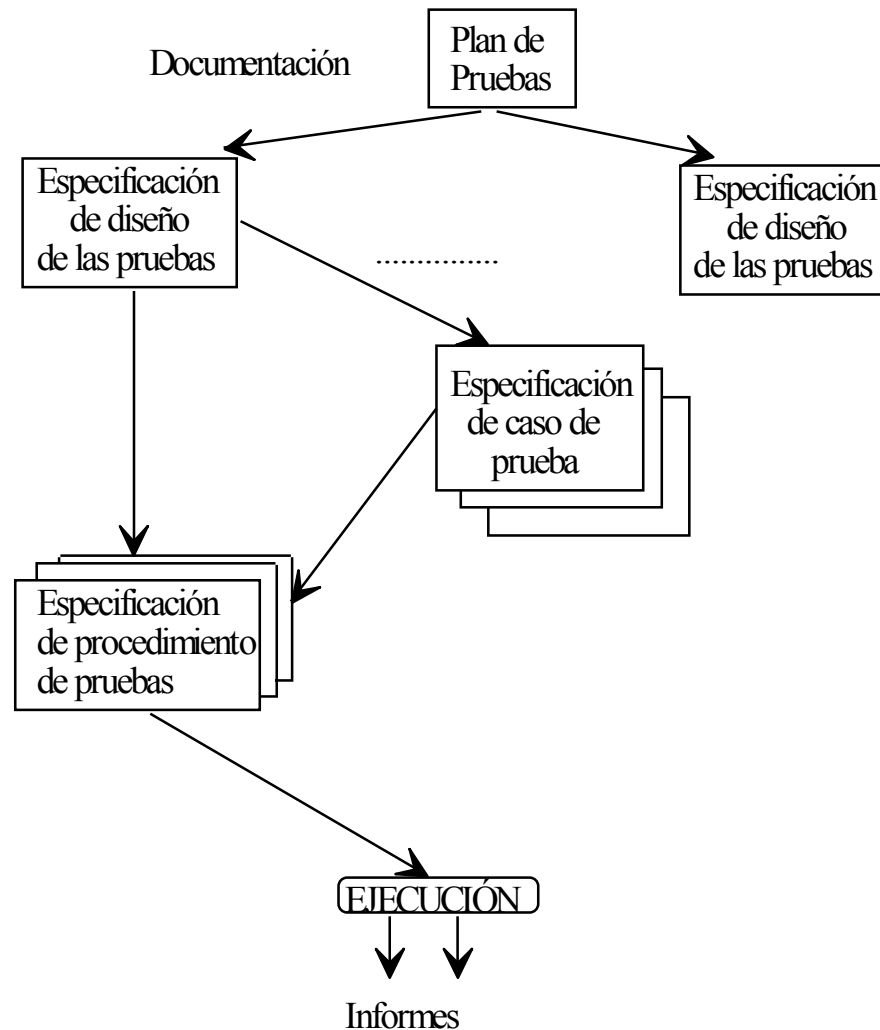 Documentación
Plan de
Pruebas
Especificación
de diseño
de las pruebas
..............
Especificación
de diseño
de las pruebas
Especificación
de caso de
prueba
Especificación
de procedimiento
de pruebas
EJECUCIÓN
Informes